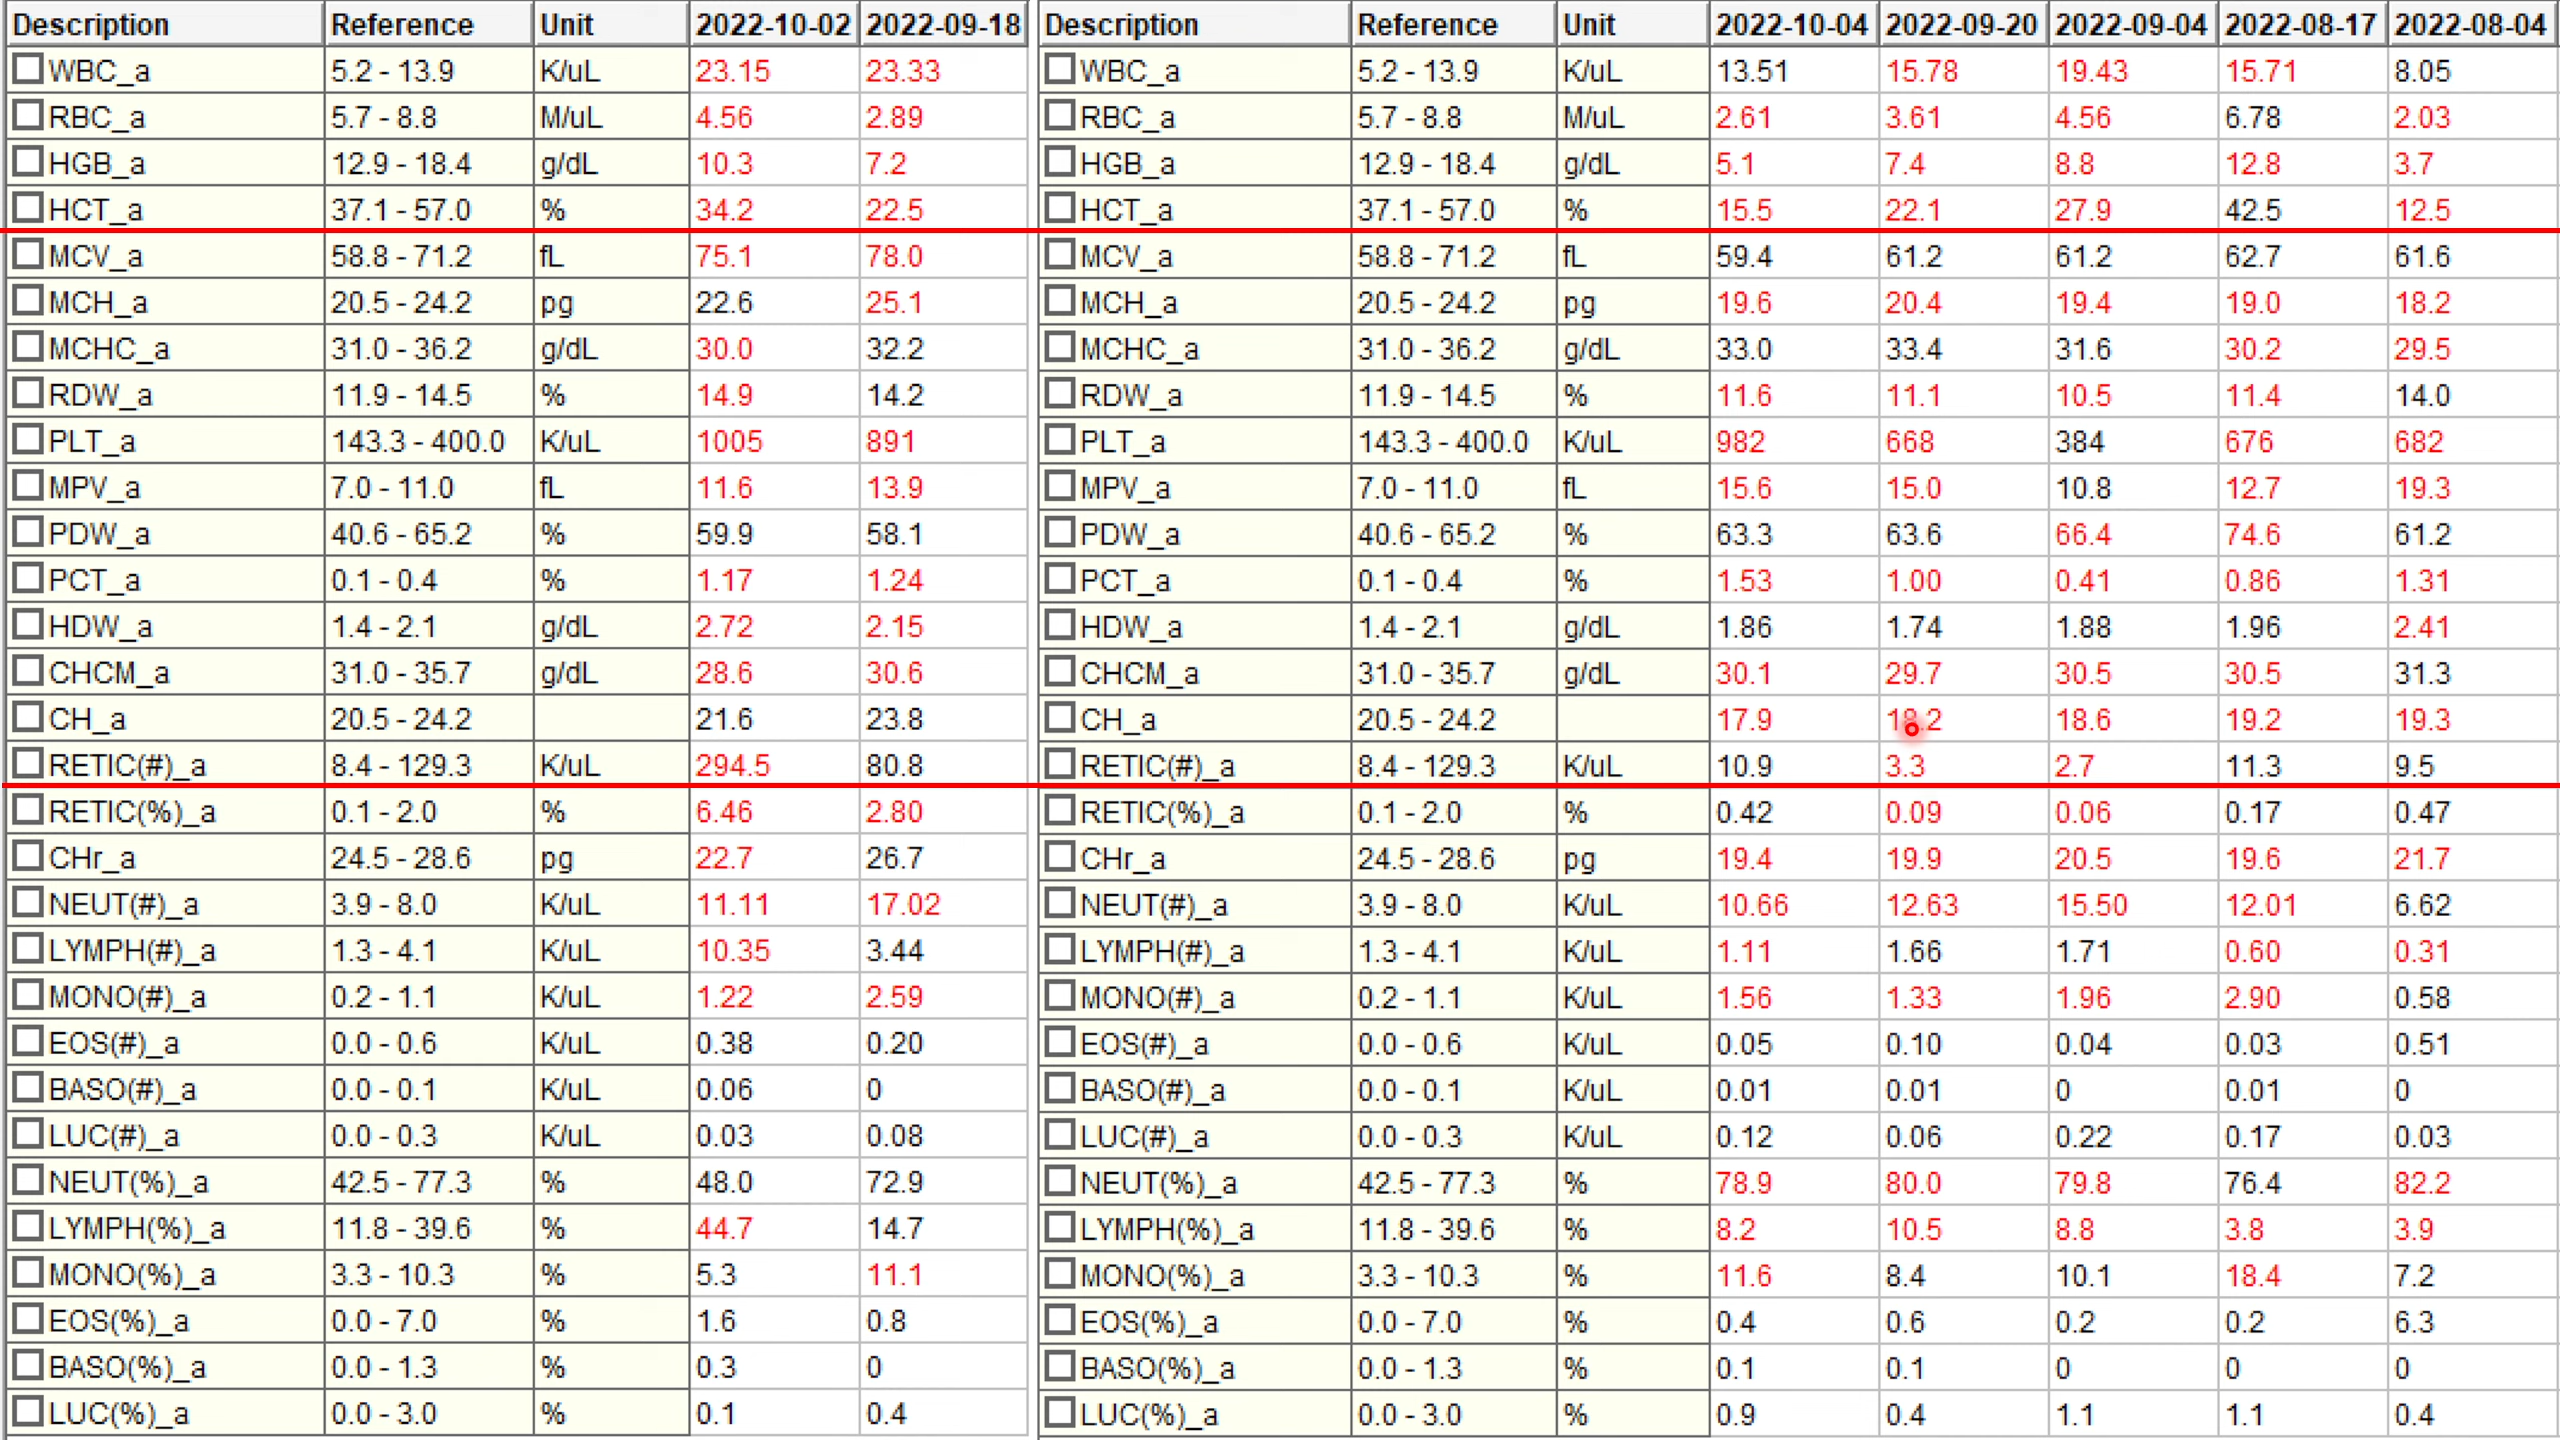 Description Reference Unit 2022-10-02 2022-09-18
WBC_a 5.2 - 13.9 K/uL 23.15 23.33
RBC_a 5.7 - 8.8 M/uL 4.56 2.89
HGB_a 12.9 - 18.4 g/dL 10.3 7.2
HCT_a 37.1 - 57.0 % 34.2 22.5
MCV_a 58.8 - 71.2 fL 75.1 78.0
MCH_a 20.5 - 24.2 pg 22.6 25.1
MCHC_a 31.0 - 36.2 g/dL 30.0 32.2
RDW_a 11.9 - 14.5 % 14.9 14.2
PLT_a 143.3 - 400.0 K/uL 1005 891
MPV_a 7.0 - 11.0 fL 11.6 13.9
PDW_a 40.6 - 65.2 % 59.9 58.1
PCT_a 0.1 - 0.4 % 1.17 1.24
HDW_a 1.4 - 2.1 g/dL 2.72 2.15
CHCM_a 31.0 - 35.7 g/dL 28.6 30.6
CH_a 20.5 - 24.2 21.6 23.8
RETIC(#)_a 8.4 - 129.3 K/uL 294.5 80.8
RETIC(%)_a 0.1 - 2.0 % 6.46 2.80
CHr_a 24.5 - 28.6 pg 22.7 26.7
NEUT(#)_a 3.9 - 8.0 K/uL 11.11 17.02
LYMPH(#)_a 1.3 - 4.1 K/uL 10.35 3.44
MONO(#)_a 0.2 - 1.1 K/uL 1.22 2.59
EOS(#)_a 0.0 - 0.6 K/uL 0.38 0.20
BASO(#)_a 0.0 - 0.1 K/uL 0.06 0
LUC(#)_a 0.0 - 0.3 K/uL 0.03 0.08
NEUT(%)_a 42.5 - 77.3 % 48.0 72.9
LYMPH(%)_a 11.8 - 39.6 % 44.7 14.7
MONO(%)_a 3.3 - 10.3 % 5.3 11.1
EOS(%)_a 0.0 - 7.0 % 1.6 0.8
BASO(%)_a 0.0 - 1.3 % 0.3 0
LUC(%)_a 0.0 - 3.0 % 0.1 0.4
Description Reference Unit 2022-10-04 2022-09-20 2022-09-04 2022-08-17 2022-08-04
WBC_a 5.2 - 13.9 K/uL 13.51 15.78 19.43 15.71 8.05
RBC_a 5.7 - 8.8 M/uL 2.61 3.61 4.56 6.78 2.03
HGB_a 12.9 - 18.4 g/dL 5.1 7.4 8.8 12.8 3.7
HCT_a 37.1 - 57.0 % 15.5 22.1 27.9 42.5 12.5
MCV_a 58.8 - 71.2 fL 59.4 61.2 61.2 62.7 61.6
MCH_a 20.5 - 24.2 pg 19.6 20.4 19.4 19.0 18.2
MCHC_a 31.0 - 36.2 g/dL 33.0 33.4 31.6 30.2 29.5
RDW_a 11.9 - 14.5 % 11.6 11.1 10.5 11.4 14.0
PLT_a 143.3 - 400.0 K/uL 982 668 384 676 682
MPV_a 7.0 - 11.0 fL 15.6 15.0 10.8 12.7 19.3
PDW_a 40.6 - 65.2 % 63.3 63.6 66.4 74.6 61.2
PCT_a 0.1 - 0.4 % 1.53 1.00 0.41 0.86 1.31
HDW_a 1.4 - 2.1 g/dL 1.86 1.74 1.88 1.96 2.41
CHCM_a 31.0 - 35.7 g/dL 30.1 29.7 30.5 30.5 31.3
CH_a 20.5 - 24.2 17.9 18.2 18.6 19.2 19.3
RETIC(#)_a 8.4 - 129.3 K/uL 10.9 3.3 2.7 11.3 9.5
RETIC(%)_a 0.1 - 2.0 % 0.42 0.09 0.06 0.17 0.47
CHr_a 24.5 - 28.6 pg 19.4 19.9 20.5 19.6 21.7
NEUT(#)_a 3.9 - 8.0 K/uL 10.66 12.63 15.50 12.01 6.62
LYMPH(#)_a 1.3 - 4.1 K/uL 1.11 1.66 1.71 0.60 0.31
MONO(#)_a 0.2 - 1.1 K/uL 1.56 1.33 1.96 2.90 0.58
EOS(#)_a 0.0 - 0.6 K/uL 0.05 0.10 0.04 0.03 0.51
BASO(#)_a 0.0 - 0.1 K/uL 0.01 0.01 0 0.01 0
LUC(#)_a 0.0 - 0.3 K/uL 0.12 0.06 0.22 0.17 0.03
NEUT(%)_a 42.5 - 77.3 % 78.9 80.0 79.8 76.4 82.2
LYMPH(%)_a 11.8 - 39.6 % 8.2 10.5 8.8 3.8 3.9
MONO(%)_a 3.3 - 10.3 % 11.6 8.4 10.1 18.4 7.2
EOS(%)_a 0.0 - 7.0 % 0.4 0.6 0.2 0.2 6.3
BASO(%)_a 0.0 - 1.3 % 0.1 0.1 0 0 0
LUC(%)_a 0.0 - 3.0 % 0.9 0.4 1.1 1.1 0.4